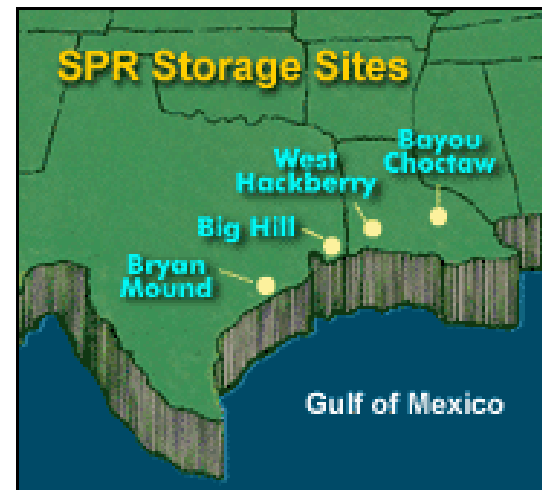 SPR Storage Sites
Bayou
Choctaw
West
Hackberry
Big Hill
Bryan
Mound
Gulf of Mexico